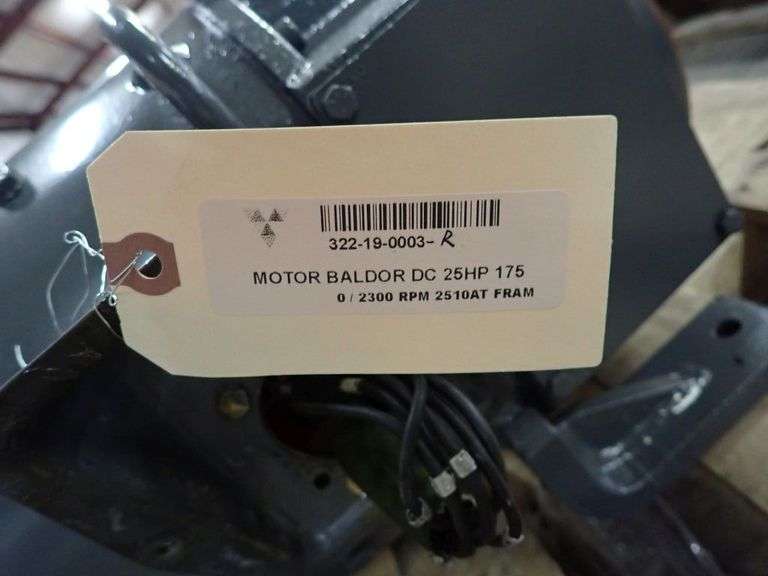 322-19-0003-R
MOTOR BALDOR DC 25HP 175
0 / 2300 RPM 2510AT FRAM